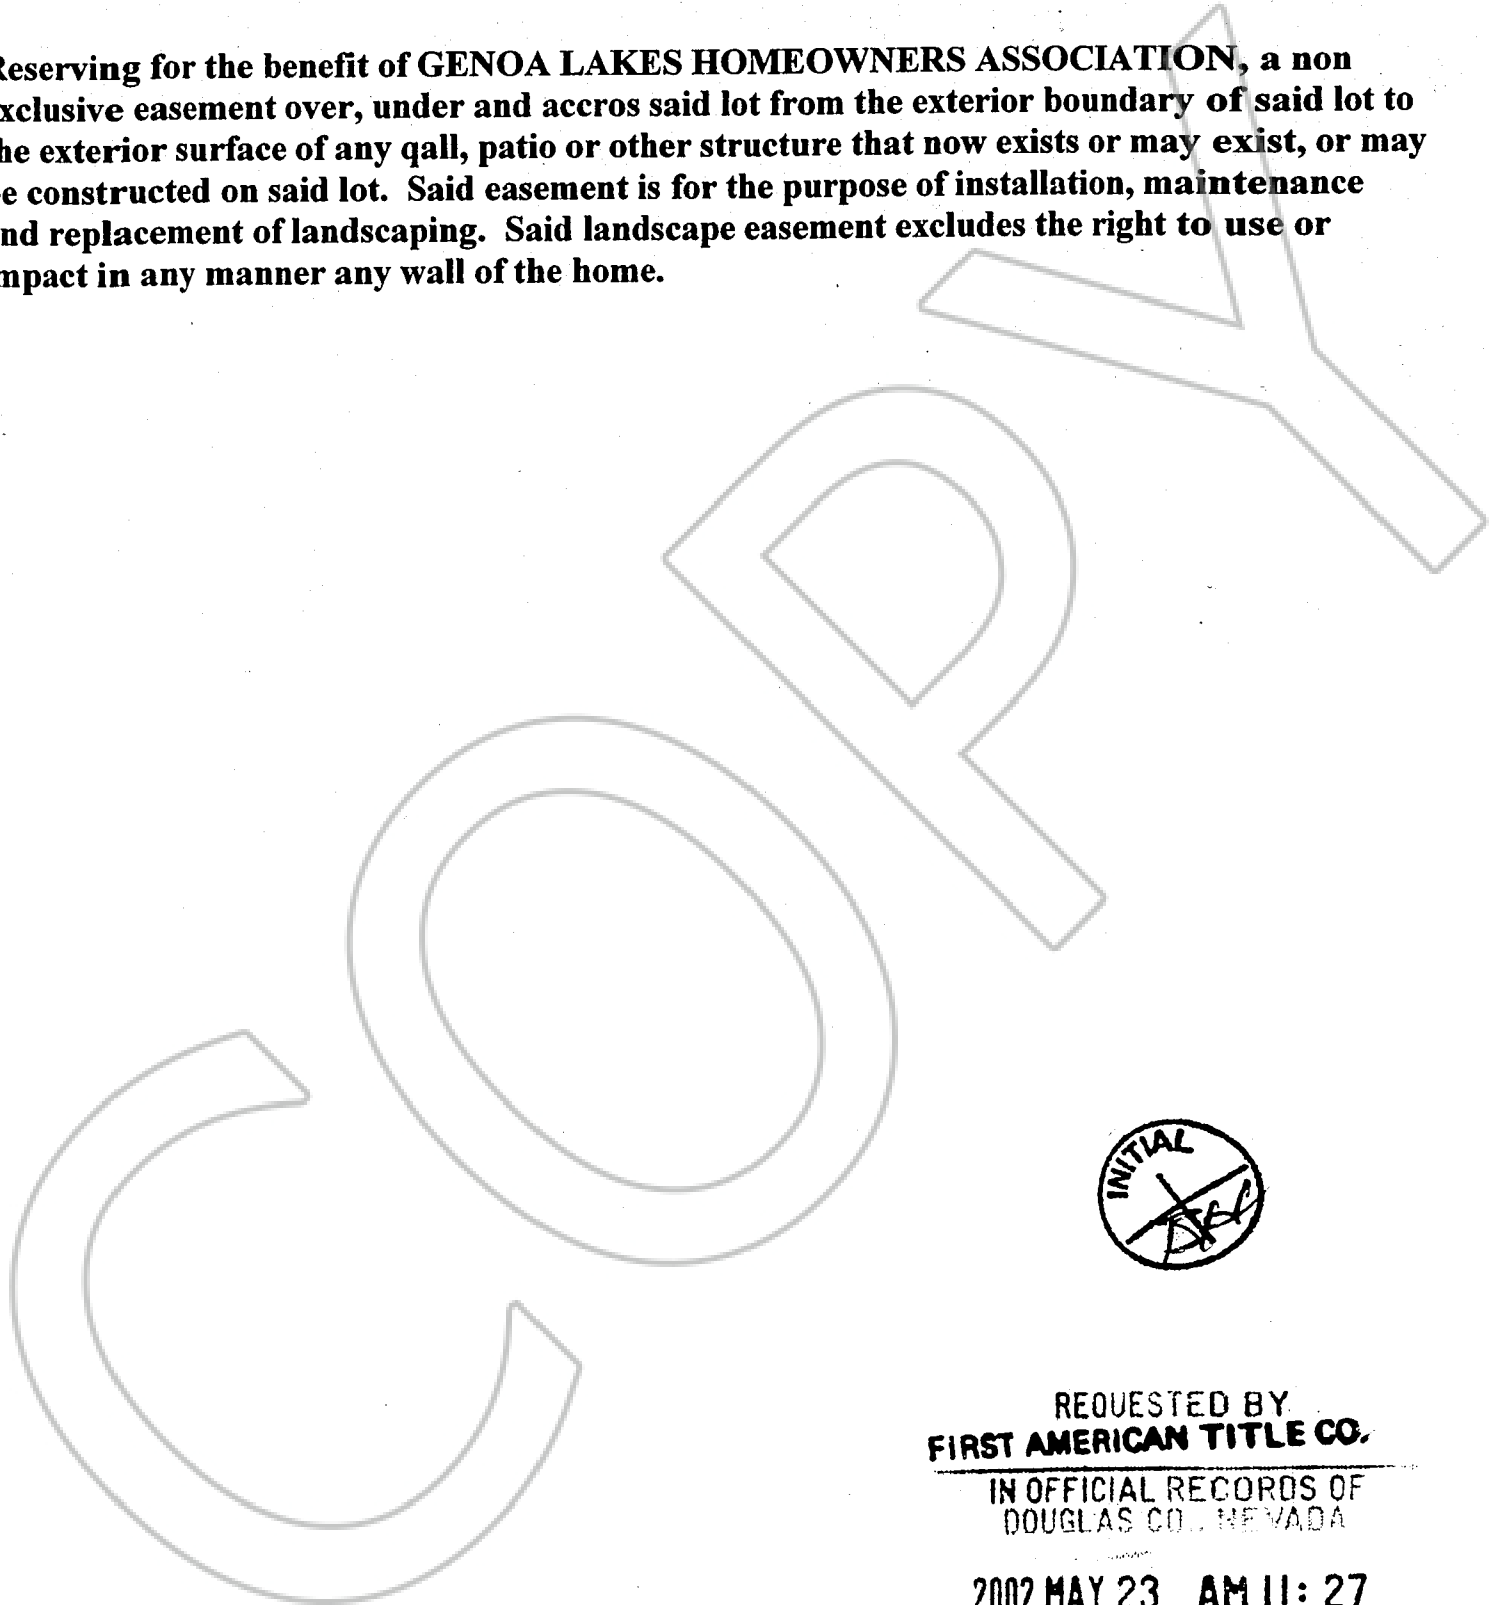 Reserving for the benefit of GENOA LAKES HOMEOWNERS ASSOCIATION, a non
xclusive easement over, under and accros said lot from the exterior boundary of said lot to
he exterior surface of any qall, patio or other structure that now exists or may exist, or may
e constructed on said lot. Said easement is for the purpose of installation, maintenance
nd replacement of landscaping. Said landscape easement excludes the right to use or
mpact in any manner any wall of the home.
COPY
INITIAL
REQUESTED BY
FIRST AMERICAN TITLE CO.
IN OFFICIAL RECORDS OF
DOUGLAS CO., NEVADA
2002 MAY 23 AM 11: 27